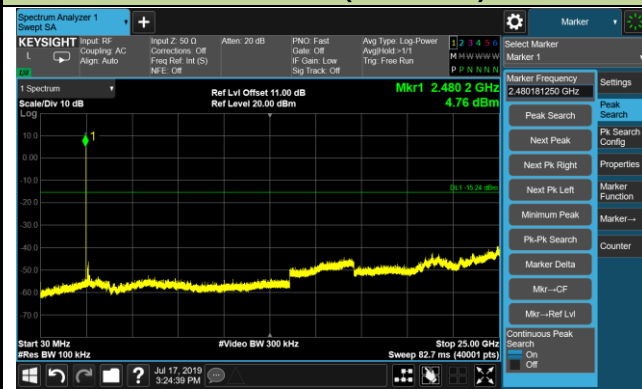 Spectrum Analyzer 1
Swept SA
+
Marker
KEYSIGHT
L
Input: RF
Coupling: AC
Align: Auto
Input Z: 50 Ω
Corrections: Off
Freq Ref: Int (S)
NFE: Off
Atten: 20 dB
PNO: Fast
Gate: Off
IF Gain: Low
Sig Track: Off
Avg Type: Log-Power
Avg|Hold:>1/1
Trig: Free Run
1 2 3 4 5 6
M W W W W W
P P N N N N
LV
Select Marker
Marker 1
1 Spectrum
Scale/Div 10 dB
Log
Ref Lvl Offset 11.00 dB
Ref Level 20.00 dBm
Mkr1 2.480 2 GHz
4.76 dBm
Marker Frequency
2.480181250 GHz
Peak Search
Next Peak
Next Pk Right
Next Pk Left
Minimum Peak
Pk-Pk Search
Marker Delta
Mkr→CF
Mkr→Ref Lvl
Continuous Peak
Search
On
Off
Settings
Peak
Search
Pk Search
Config
Properties
Marker
Function
Marker→
Counter
10.0
0.00
-10.0
-20.0
-30.0
-40.0
-50.0
-60.0
-70.0
1
DL1 -15.24 dBm
Start 30 MHz
#Res BW 100 kHz
#Video BW 300 kHz
Stop 25.00 GHz
Sweep 82.7 ms (40001 pts)
?
Jul 17, 2019
3:24:39 PM